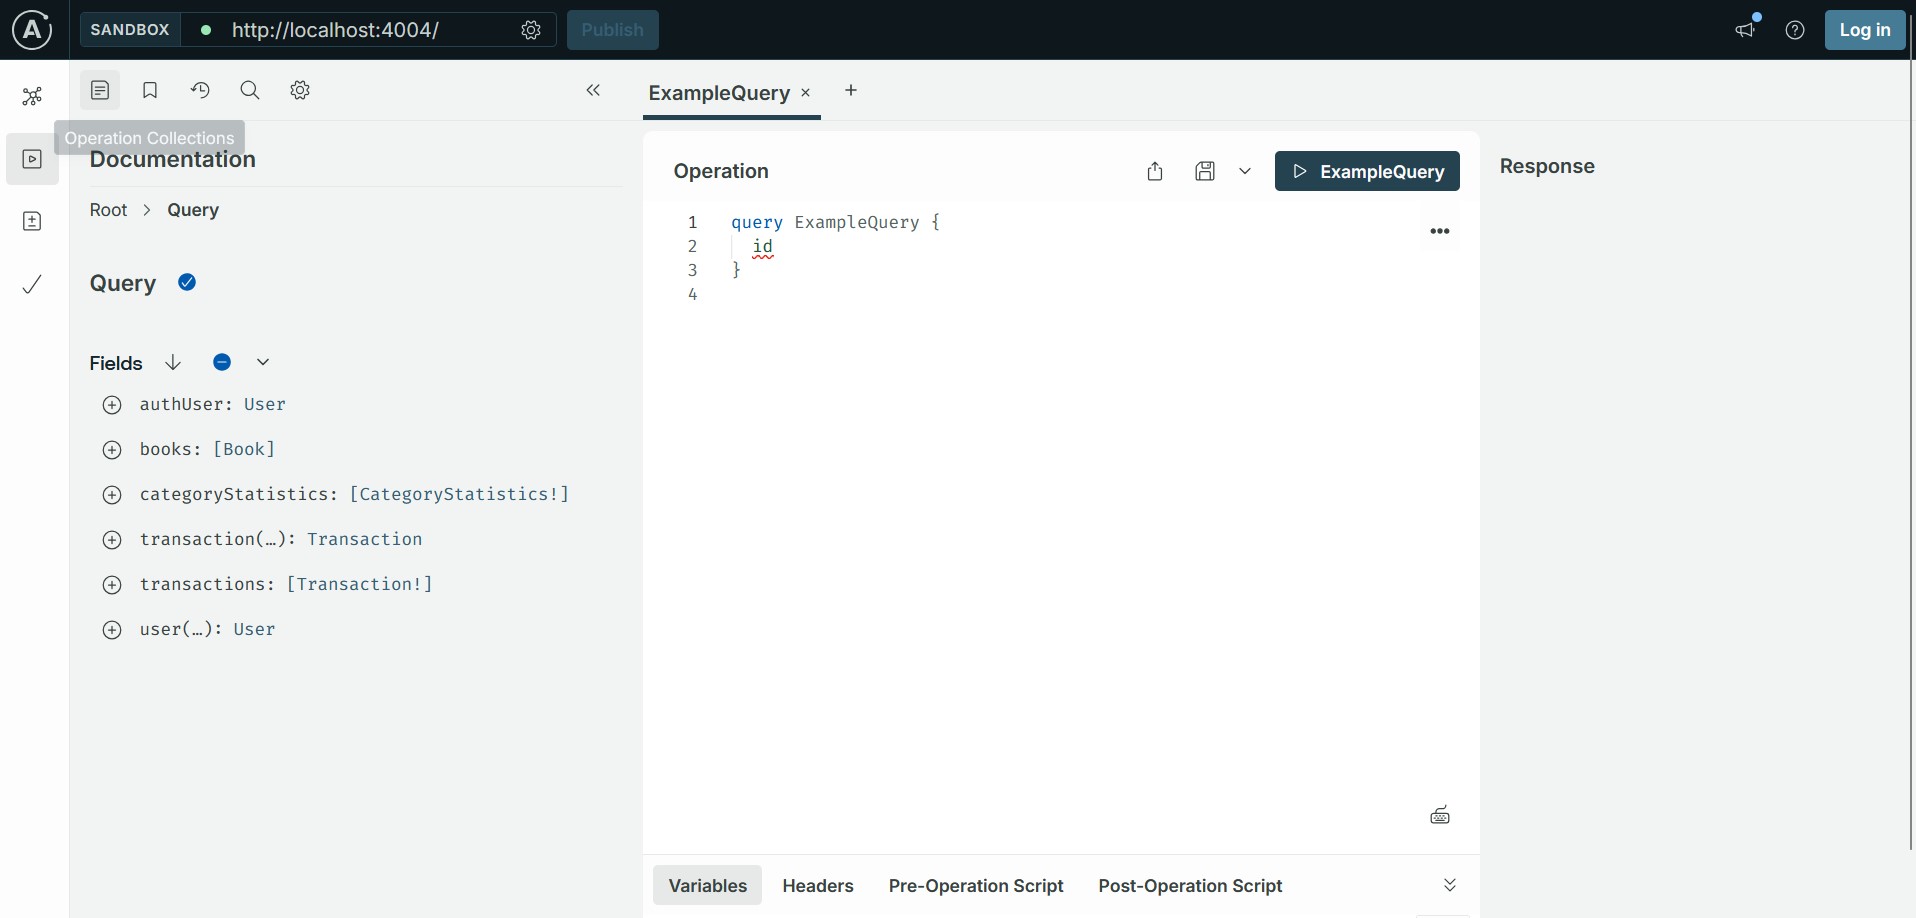 A SANDBOX http://localhost:4004/ Publish Log in
Operation Collections
Documentation
Root > Query
Query
Fields
authUser: User
books: [Book]
categoryStatistics: [CategoryStatistics!]
transaction(…): Transaction
transactions: [Transaction!]
user(…): User
ExampleQuery × +
Operation
ExampleQuery
1 query ExampleQuery {
2 id
3 }
4
Variables Headers Pre-Operation Script Post-Operation Script
Response